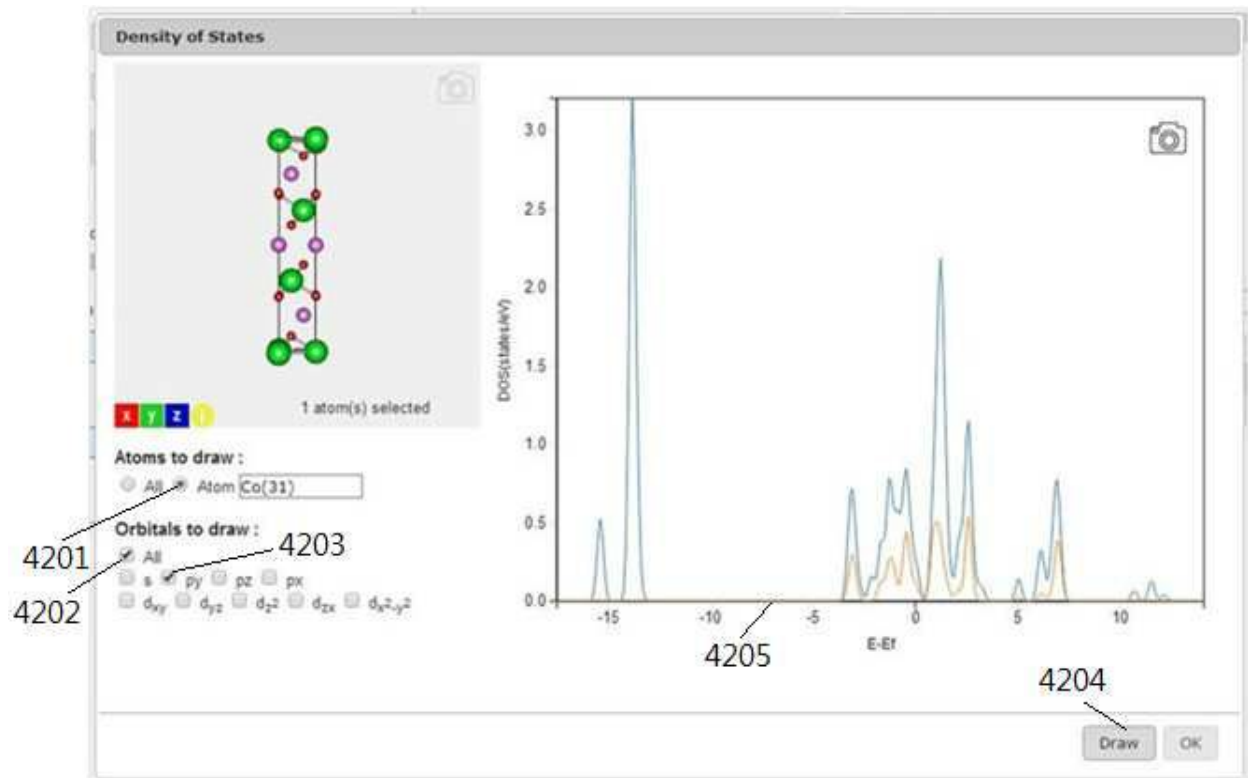 Density of States
x y z i
1 atom(s) selected
Atoms to draw :
All Atom Co(31)
Orbitals to draw :
All
s py pz px
dxy dyz dz² dzx dx²-y²
4201
4202
4203
DOS(states/eV)
3.0
2.5
2.0
1.5
1.0
0.5
0.0
-15 -10 -5 0 5 10
E-Ef
4205
4204
Draw OK